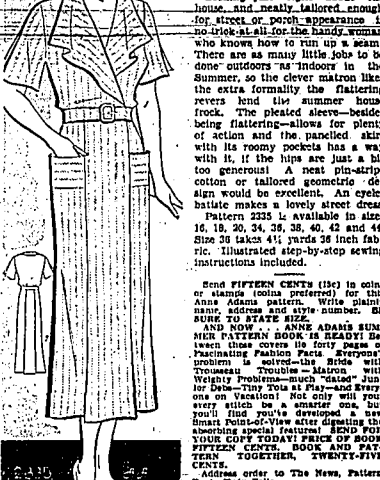 house, and neatly tailored enough
for street or porch appearance is
no trick at all for the handy woman
who knows how to run up a seam.
There are as many little jobs to be
done outdoors as indoors in the
Summer, so the clever matron likes
the extra formality the flattering
revers lend this summer house
frock. The pleated sleeve—beside
being flattering—allows for plenty
of action and the panelled skirt
with its roomy pockets has a way
with it, if the hips are just a bit
too generous! A neat pin-strip
cotton or tailored geometric de-
sign would be excellent. An eyelet
batiste makes a lovely street dress
Pattern 2335 is available in sizes
16, 18, 20, 34, 36, 38, 40, 42 and 44
Size 36 takes 4½ yards 36 inch fab-
ric. Illustrated step-by-step sewing
instructions included.
Send FIFTEEN CENTS (15c) in coins
or stamps (coins preferred) for this
Anne Adams pattern. Write plainly
name, address and style number. BE
SURE TO STATE SIZE.
AND NOW . . . ANNE ADAMS SUM-
MER PATTERN BOOK IS READY! Be-
tween these covers lie forty pages of
Fascinating Fashion Facts. Everyone's
problem is solved—the Bride with
Trousseau Troubles—Matron with
Weighty Problems—much "dated" Jun-
ior Debs—Tiny Tots at Play—and Every-
one on Vacation! Not only will your
every stitch be a smarter one, but
you'll find you've developed a new
Smart Point-of-View after digesting the
absorbing special features! SEND FOR
YOUR COPY TODAY! PRICE OF BOOK
FIFTEEN CENTS. BOOK AND PAT-
TERN TOGETHER, TWENTY-FIVE
CENTS.
Address order to The News, Pattern
2335